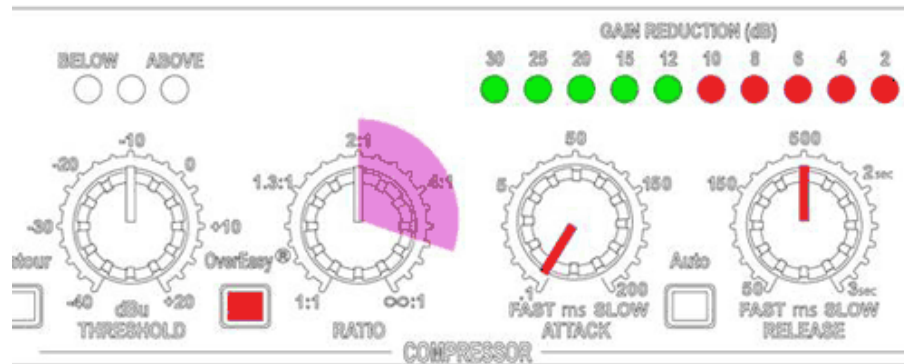 GAIN REDUCTION (dB)
BELOW ABOVE
30 25 20 15 12 10 8 6 4 2
-10 2:1 50 500
-20 0 1.3:1 4:1 5 150 150 2sec
-30 +10
ntour OverEasy® Auto
-40 dBu +20 1:1 ∞:1 .1 FAST ms SLOW 200 50 FAST ms SLOW 3sec
THRESHOLD RATIO ATTACK RELEASE
COMPRESSOR